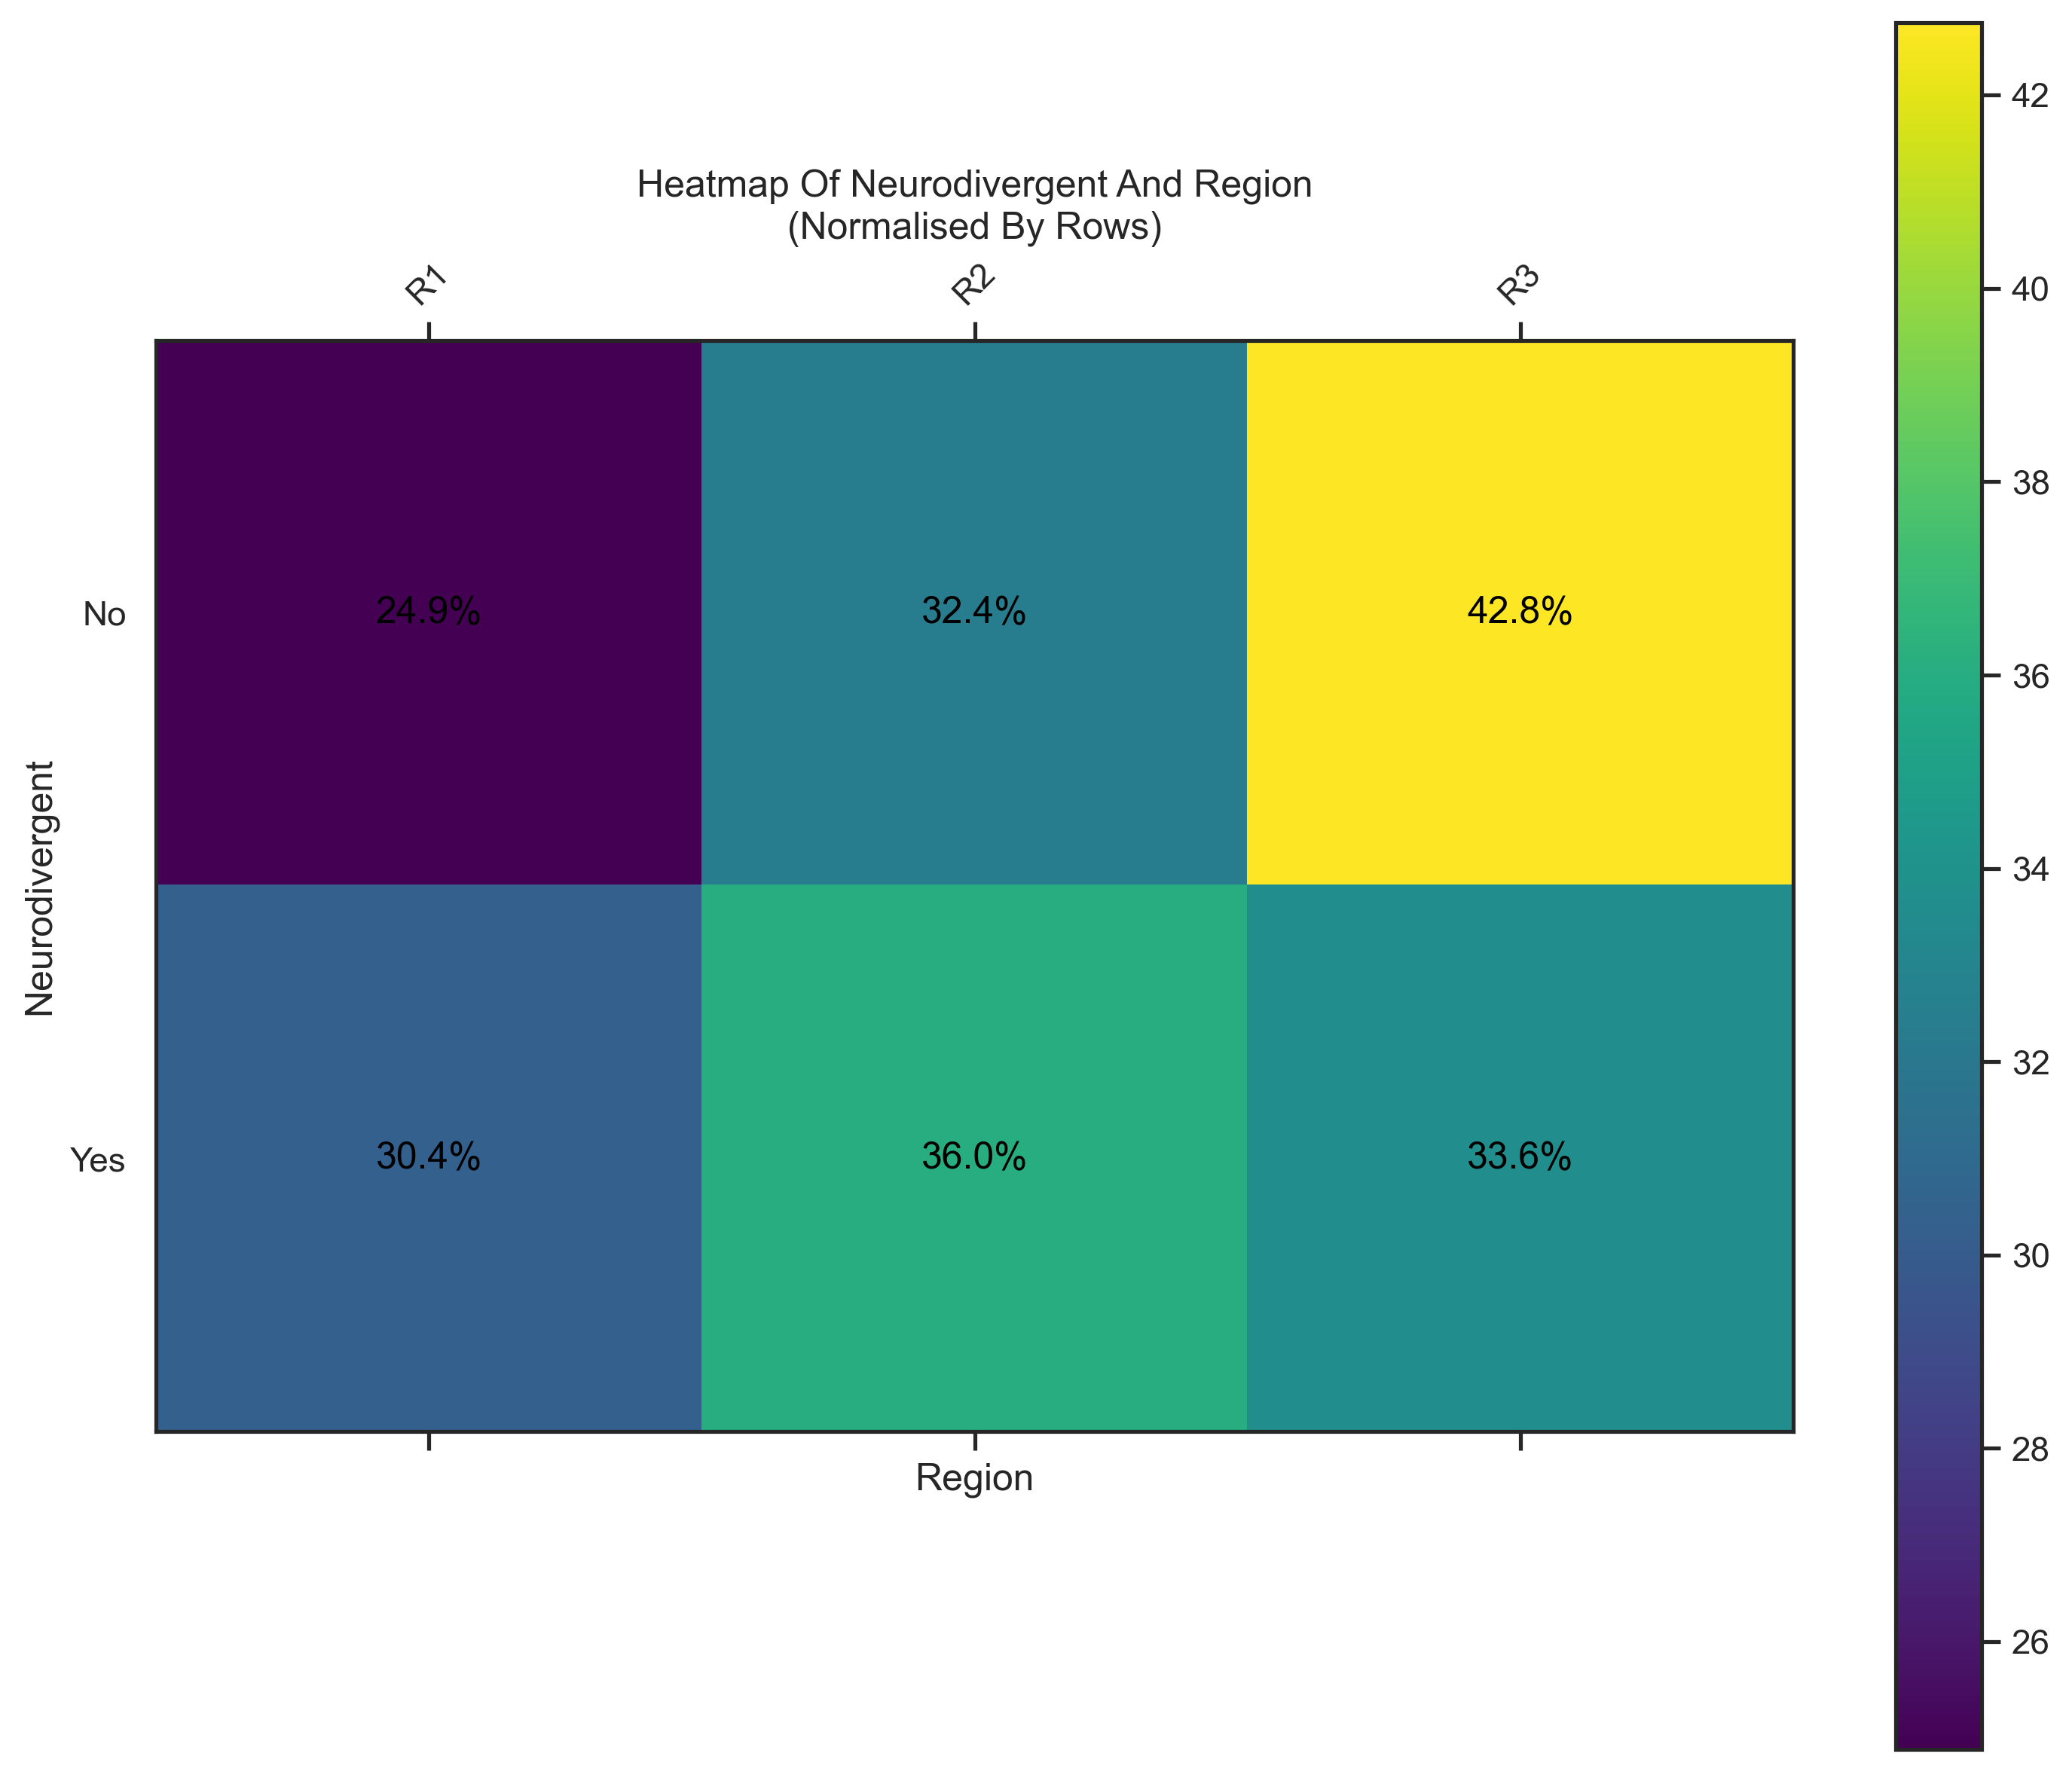 Heatmap Of Neurodivergent And Region
(Normalised By Rows)
R1
R2
R3
Neurodivergent
No
24.9%
32.4%
42.8%
Yes
30.4%
36.0%
33.6%
Region
42
40
38
36
34
32
30
28
26